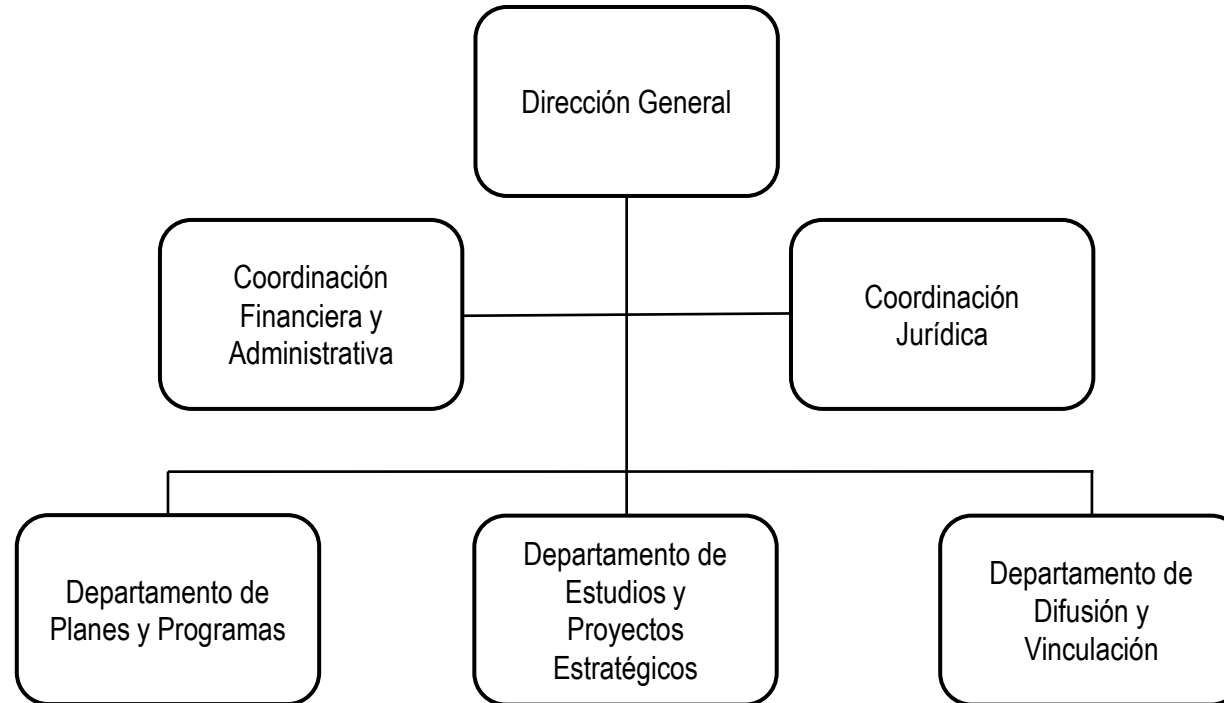 Dirección General
Coordinación
Financiera y
Administrativa
Coordinación
Jurídica
Departamento de
Planes y Programas
Departamento de
Estudios y
Proyectos
Estratégicos
Departamento de
Difusión y
Vinculación